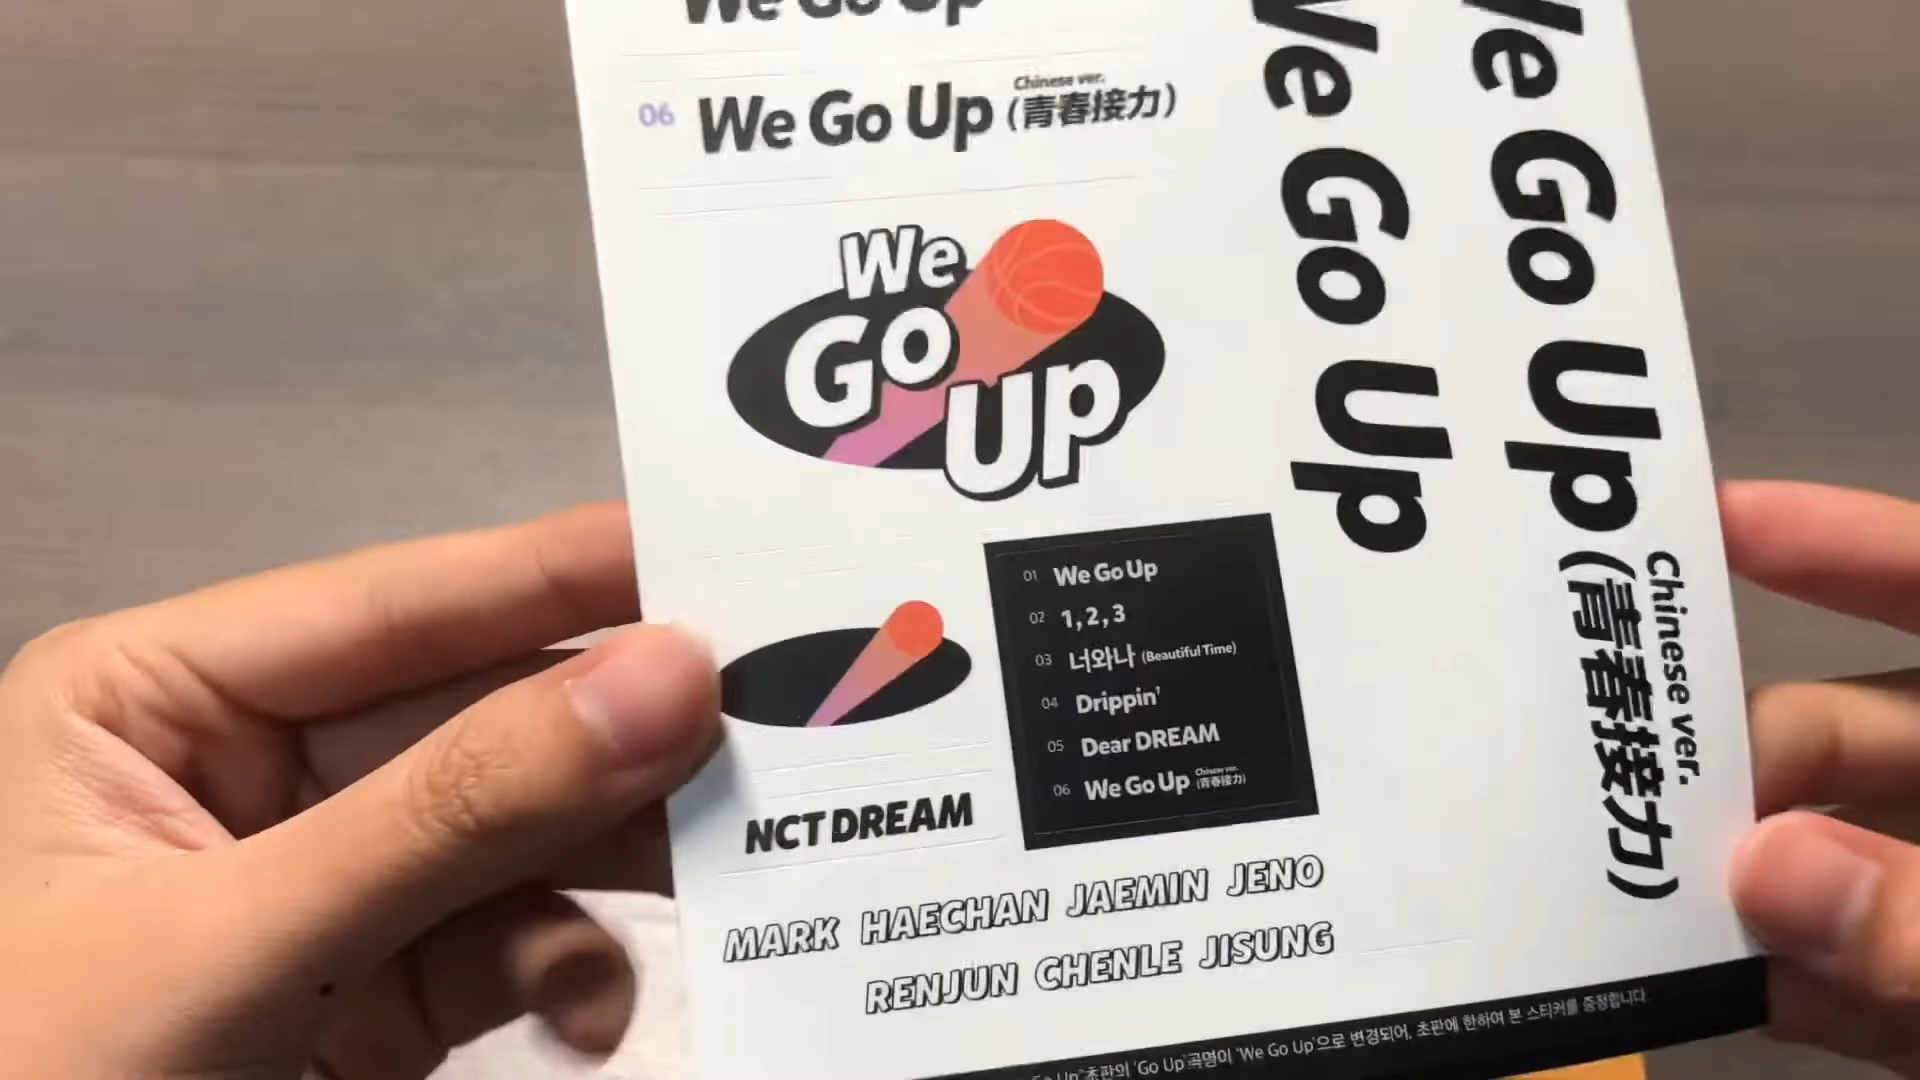 We Go Up
06 We Go Up (青春接力) Chinese ver.
We
Go
Up
01 We Go Up
02 1, 2, 3
03 너와나 (Beautiful Time)
04 Drippin'
05 Dear DREAM
06 We Go Up (青春接力) Chinese ver.
NCT DREAM
MARK HAECHAN JAEMIN JENO
RENJUN CHENLE JISUNG
We Go Up
We Go Up (青春接力) Chinese ver.
Up' 초판의 'Go Up'곡명이 'We Go Up'으로 변경되어, 초판에 한하여 본 스티커를 증정합니다.